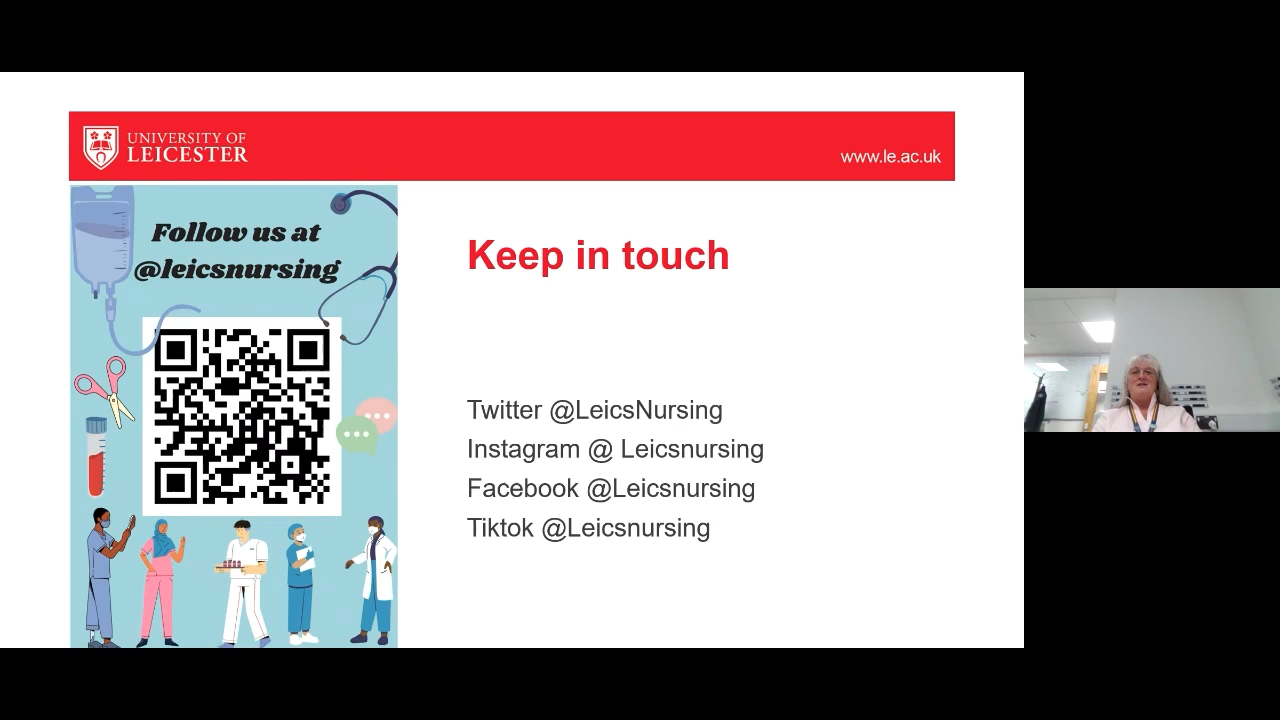 UNIVERSITY OF
LEICESTER
www.le.ac.uk
Follow us at
@leicsnursing
Keep in touch
Twitter @LeicsNursing
Instagram @ Leicsnursing
Facebook @Leicsnursing
Tiktok @Leicsnursing